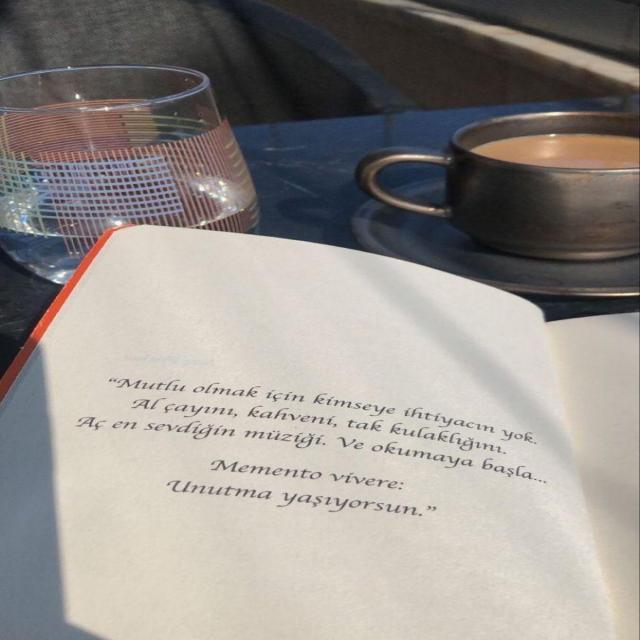 “Mutlu olmak için kimseye ihtiyacın yok.
Al çayını, kahveni, tak kulaklığını.
Aç en sevdiğin müziği. Ve okumaya başla...
Memento vivere:
Unutma yaşıyorsun.”